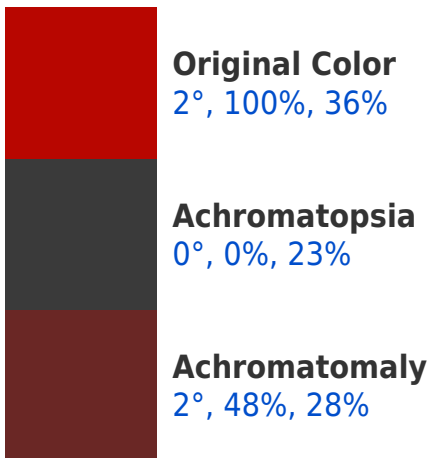 Original Color
2°, 100%, 36%
Achromatopsia
0°, 0%, 23%
Achromatomaly
2°, 48%, 28%